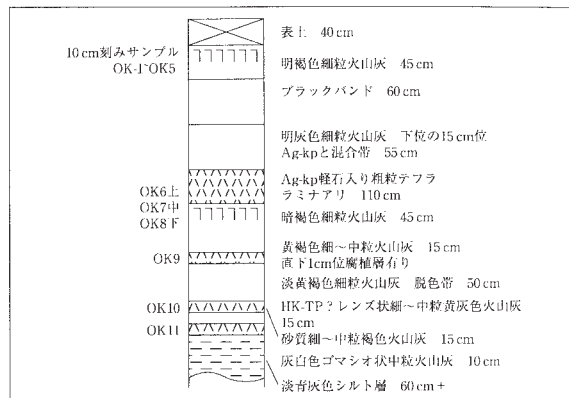 表土 40cm
10cm刻みサンプル
OK-1~OK5
明褐色細粒火山灰 45cm
ブラックバンド 60cm
明灰色細粒火山灰 下位の15cm位
Ag-kpと混合帯 55cm
Ag-kp軽石入り粗粒テフラ
ラミナアリ 110cm
OK6上
OK7中
OK8下
暗褐色細粒火山灰 45cm
黄褐色細~中粒火山灰 15cm
直下1cm位腐植層有り
OK9
淡黄褐色細粒火山灰 脱色帯 50cm
OK10
HK-TP?レンズ状細~中粒黄灰色火山灰
15cm
OK11
砂質細~中粒褐色火山灰 15cm
灰白色ゴマシオ状中粒火山灰 10cm
淡青灰色シルト層 60cm+